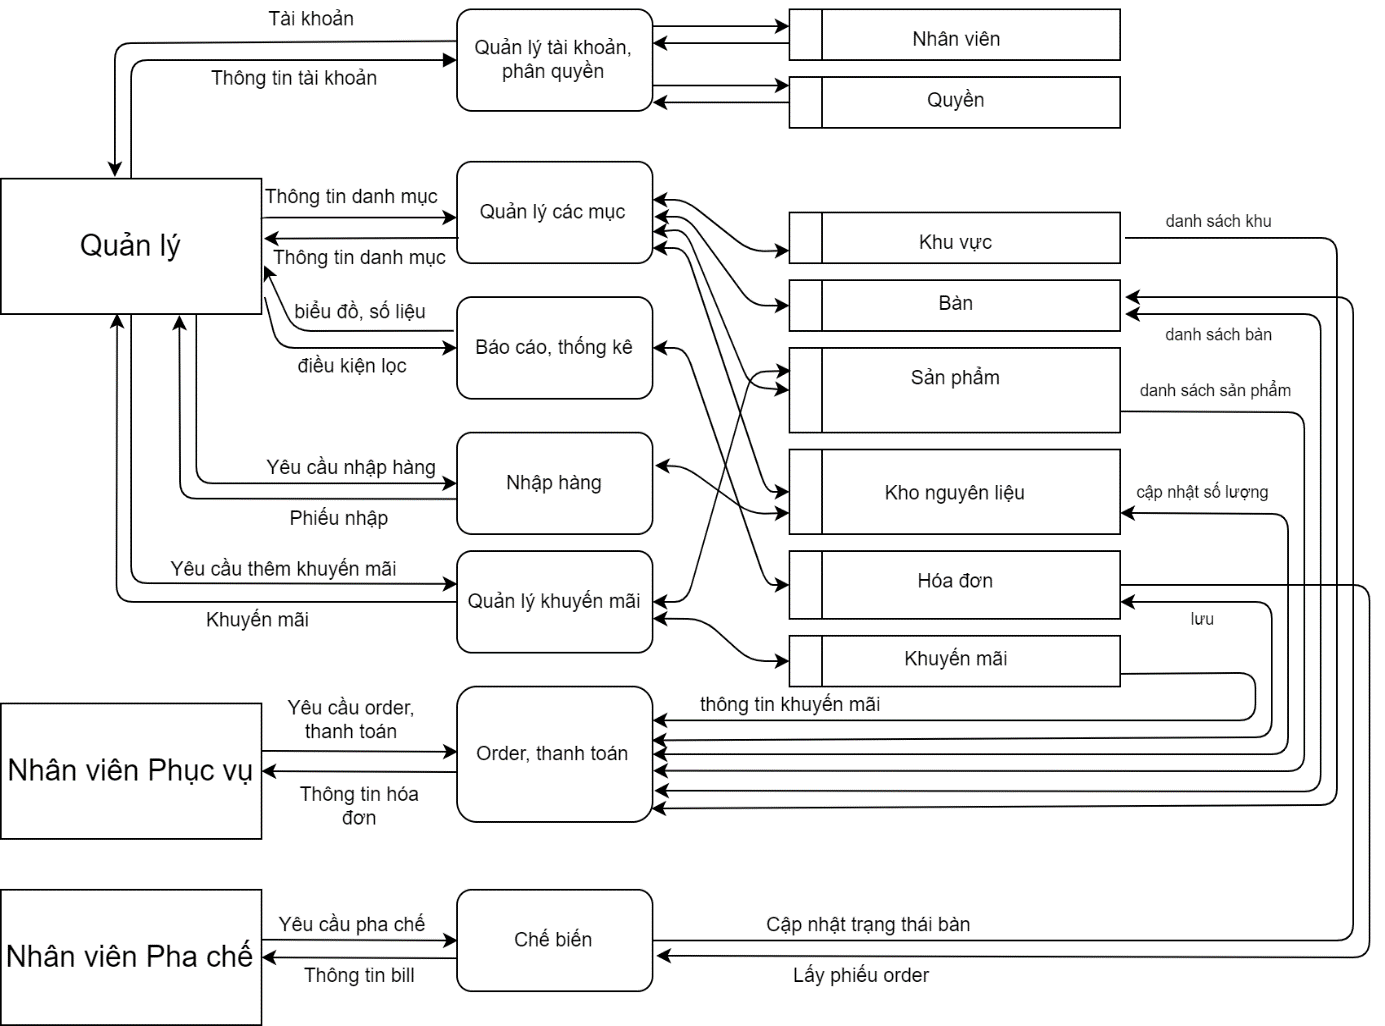 Tài khoản
Thông tin tài khoản
Quản lý tài khoản,
phân quyền
Nhân viên
Quyền
Quản lý
Thông tin danh mục
Thông tin danh mục
Quản lý các mục
Khu vực
danh sách khu
biểu đồ, số liệu
điều kiện lọc
Báo cáo, thống kê
Bàn
danh sách bàn
Sản phẩm
danh sách sản phẩm
Yêu cầu nhập hàng
Phiếu nhập
Nhập hàng
Kho nguyên liệu
cập nhật số lượng
Yêu cầu thêm khuyến mãi
Khuyến mãi
Quản lý khuyến mãi
Hóa đơn
lưu
Khuyến mãi
thông tin khuyến mãi
Nhân viên Phục vụ
Yêu cầu order,
thanh toán
Thông tin hóa
đơn
Order, thanh toán
Nhân viên Pha chế
Yêu cầu pha chế
Thông tin bill
Chế biến
Cập nhật trạng thái bàn
Lấy phiếu order